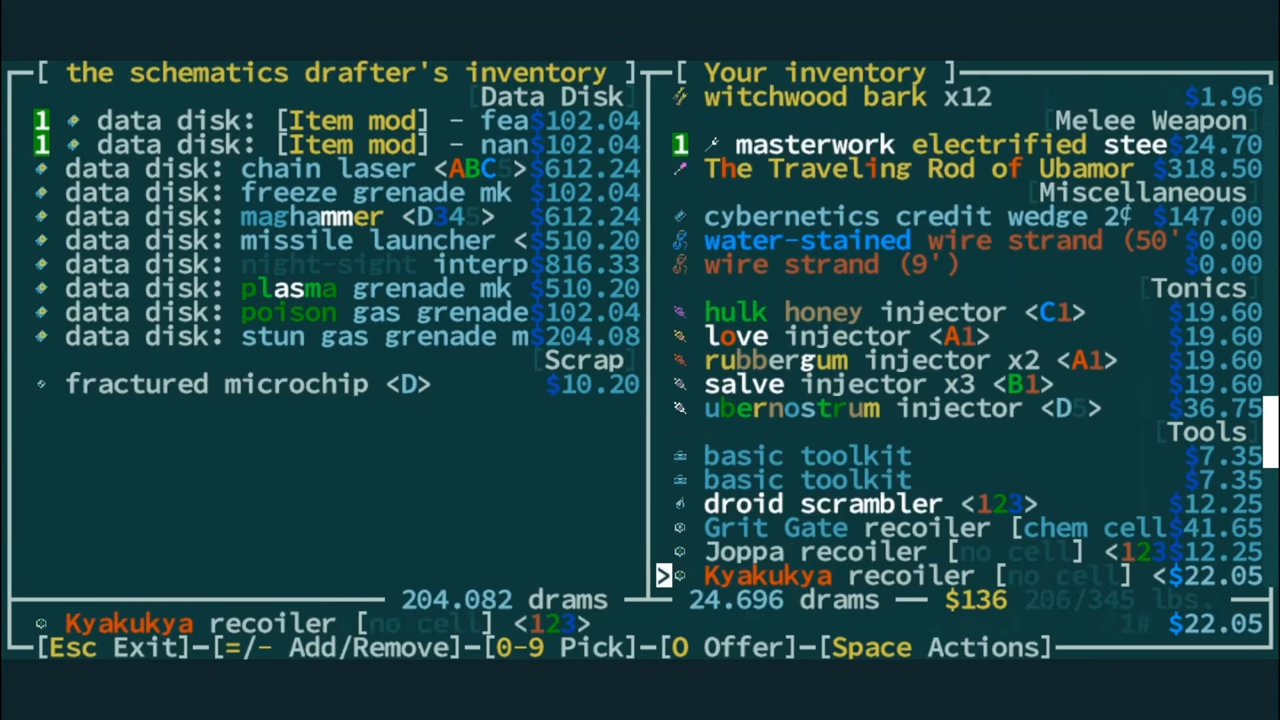 [ the schematics drafter's inventory ]
[Data Disk]
1 data disk: [Item mod] - fea$102.04
1 data disk: [Item mod] - nan$102.04
data disk: chain laser <ABC5>$612.24
data disk: freeze grenade mk $102.04
data disk: maghammer <D345> $612.24
data disk: missile launcher <$510.20
data disk: night-sight interp$816.33
data disk: plasma grenade mk $510.20
data disk: poison gas grenade$102.04
data disk: stun gas grenade m$204.08
[Scrap]
fractured microchip <D> $10.20
204.082 drams
[ Your inventory ]
witchwood bark x12 $1.96
[Melee Weapon]
1 masterwork electrified stee$24.70
The Traveling Rod of Ubamor $318.50
[Miscellaneous]
cybernetics credit wedge 2¢ $147.00
water-stained wire strand (50'$0.00
wire strand (9') $0.00
[Tonics]
hulk honey injector <C1> $19.60
love injector <A1> $19.60
rubbergum injector x2 <A1> $19.60
salve injector x3 <B1> $19.60
ubernostrum injector <D5> $36.75
[Tools]
basic toolkit $7.35
basic toolkit $7.35
droid scrambler <123> $12.25
Grit Gate recoiler [chem cell$41.65
Joppa recoiler [no cell] <123$12.25
> Kyakukya recoiler [no cell] <$22.05
24.696 drams — $136 206/345 lbs.
Kyakukya recoiler [no cell] <123> 1# $22.05
[Esc Exit]-[=/- Add/Remove]-[0-9 Pick]-[O Offer]-[Space Actions]